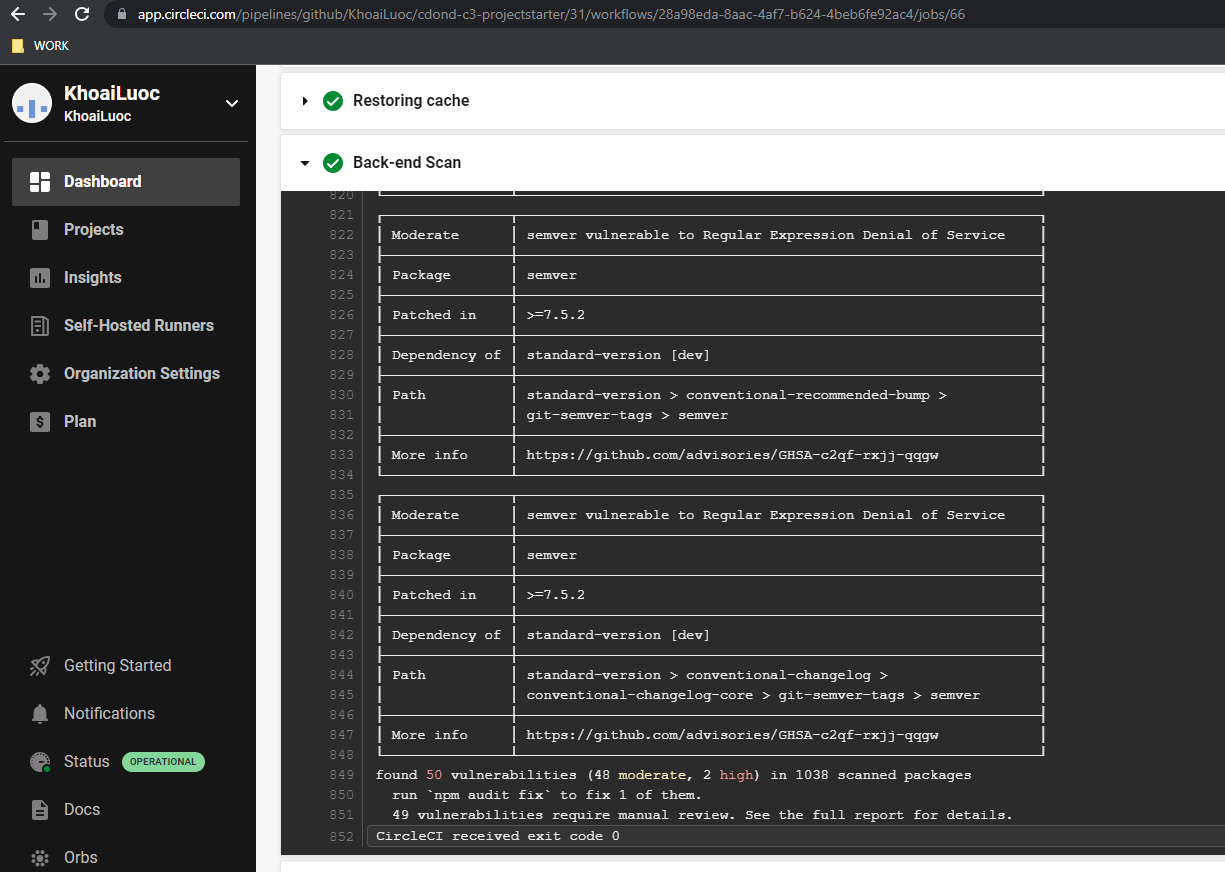 app.circleci.com/pipelines/github/KhoaiLuoc/cdond-c3-projectstarter/31/workflows/28a98eda-8aac-4af7-b624-4beb6fe92ac4/jobs/66
WORK
KhoaiLuoc
KhoaiLuoc
Dashboard
Projects
Insights
Self-Hosted Runners
Organization Settings
Plan
Getting Started
Notifications
Status OPERATIONAL
Docs
Orbs
Restoring cache
Back-end Scan
820
821
822 Moderate semver vulnerable to Regular Expression Denial of Service
823
824 Package semver
825
826 Patched in >=7.5.2
827
828 Dependency of standard-version [dev]
829
830 Path standard-version > conventional-recommended-bump >
831 git-semver-tags > semver
832
833 More info https://github.com/advisories/GHSA-c2qf-rxjj-qqgw
834
835
836 Moderate semver vulnerable to Regular Expression Denial of Service
837
838 Package semver
839
840 Patched in >=7.5.2
841
842 Dependency of standard-version [dev]
843
844 Path standard-version > conventional-changelog >
845 conventional-changelog-core > git-semver-tags > semver
846
847 More info https://github.com/advisories/GHSA-c2qf-rxjj-qqgw
848
849 found 50 vulnerabilities (48 moderate, 2 high) in 1038 scanned packages
850 run `npm audit fix` to fix 1 of them.
851 49 vulnerabilities require manual review. See the full report for details.
852 CircleCI received exit code 0